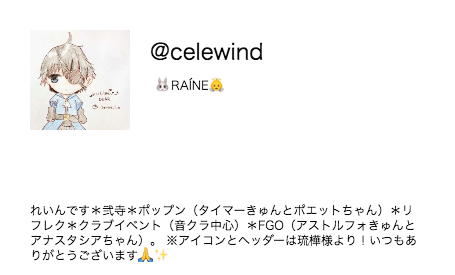 @celewind
🐰RAÍNE👼
れいんです＊弐寺＊ポップン（タイマーきゅんとポエットちゃん）＊リ
フレク＊クラブイベント（音クラ中心）＊FGO（アストルフォきゅんと
アナスタシアちゃん）。 ※アイコンとヘッダーは琉樺様より！いつもあ
りがとうございます🙏✨